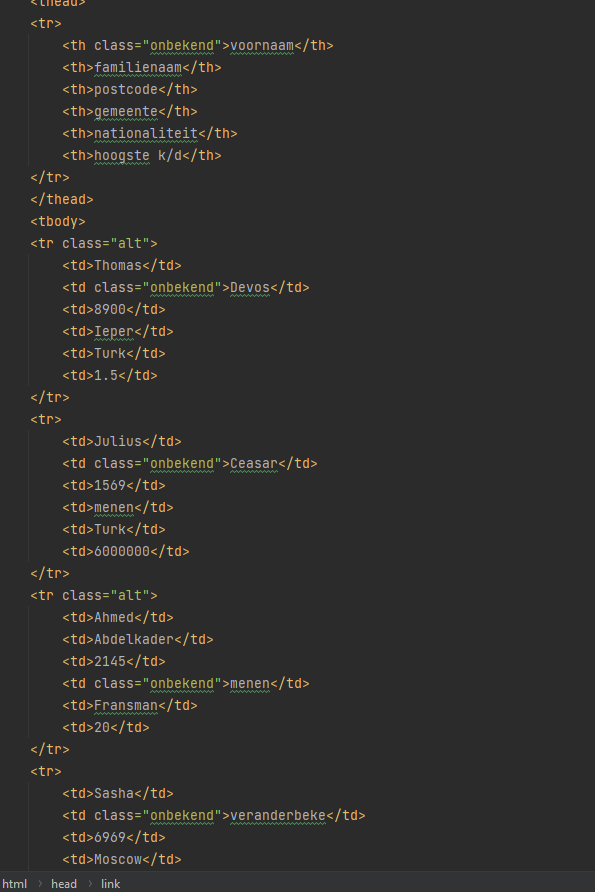 <thead>
<tr>
<th class="onbekend">voornaam</th>
<th>familienaam</th>
<th>postcode</th>
<th>gemeente</th>
<th>nationaliteit</th>
<th>hoogste k/d</th>
</tr>
</thead>
<tbody>
<tr class="alt">
<td>Thomas</td>
<td class="onbekend">Devos</td>
<td>8900</td>
<td>Ieper</td>
<td>Turk</td>
<td>1.5</td>
</tr>
<tr>
<td>Julius</td>
<td class="onbekend">Ceasar</td>
<td>1569</td>
<td>menen</td>
<td>Turk</td>
<td>6000000</td>
</tr>
<tr class="alt">
<td>Ahmed</td>
<td>Abdelkader</td>
<td>2145</td>
<td class="onbekend">menen</td>
<td>Fransman</td>
<td>20</td>
</tr>
<tr>
<td>Sasha</td>
<td class="onbekend">veranderbeke</td>
<td>6969</td>
<td>Moscow</td>
html › head › link